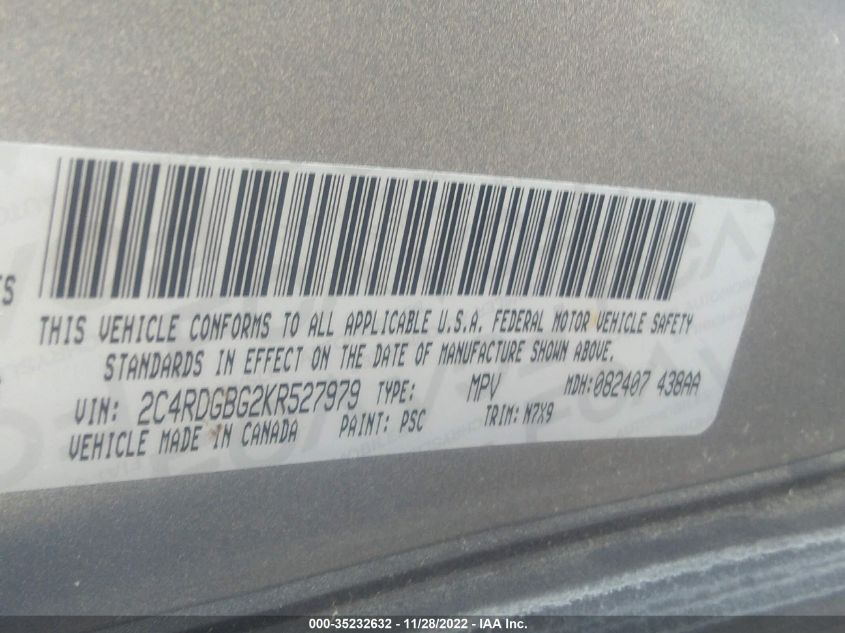 TS
THIS VEHICLE CONFORMS TO ALL APPLICABLE U.S.A. FEDERAL MOTOR VEHICLE SAFETY
STANDARDS IN EFFECT ON THE DATE OF MANUFACTURE SHOWN ABOVE.
VIN: 2C4RDGBG2KR527979 TYPE: MPV MDH:082407 438AA
VEHICLE MADE IN CANADA PAINT: PSC TRIM: N7X9
000-35232632 - 11/28/2022 - IAA Inc.